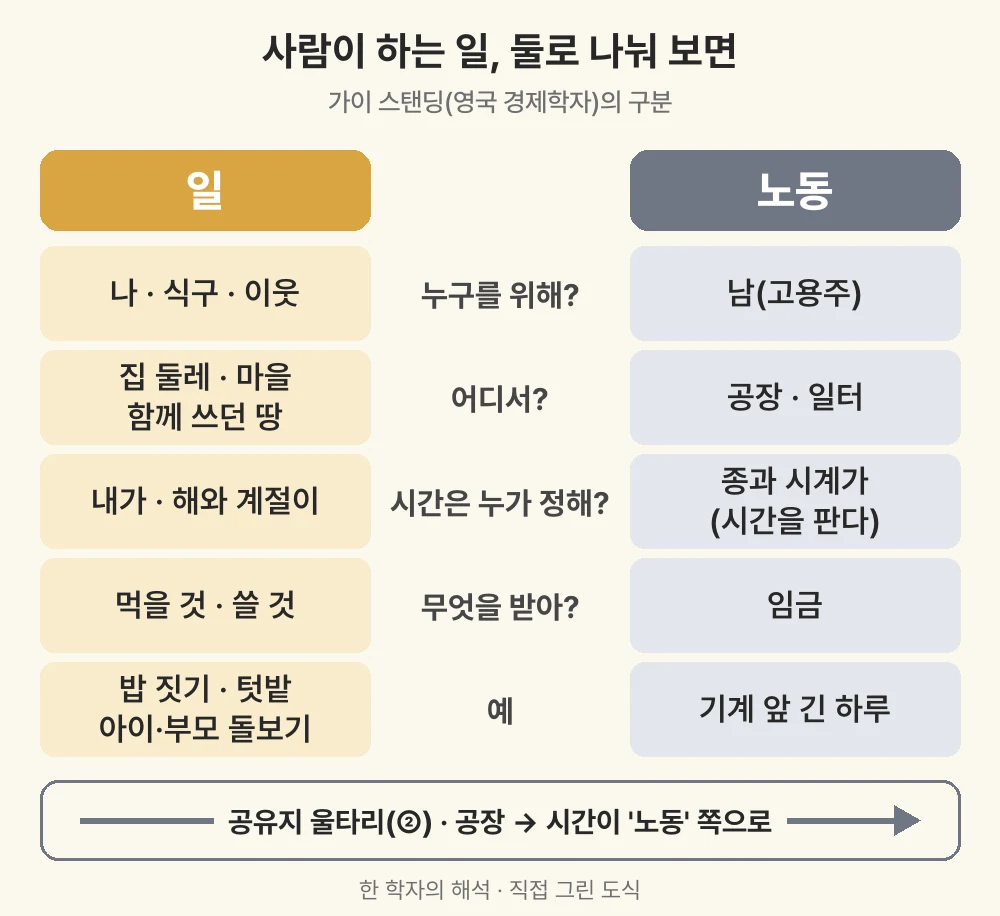 사람이 하는 일, 둘로 나눠 보면
가이 스탠딩(영국 경제학자)의 구분
일
노동
나 · 식구 · 이웃
누구를 위해?
남(고용주)
집 둘레 · 마을
함께 쓰던 땅
어디서?
공장 · 일터
내가 · 해와 계절이
시간은 누가 정해?
종과 시계가
(시간을 판다)
먹을 것 · 쓸 것
무엇을 받아?
임금
밥 짓기 · 텃밭
아이·부모 돌보기
예
기계 앞 긴 하루
공유지 울타리(②) · 공장 → 시간이 '노동' 쪽으로
한 학자의 해석 · 직접 그린 도식